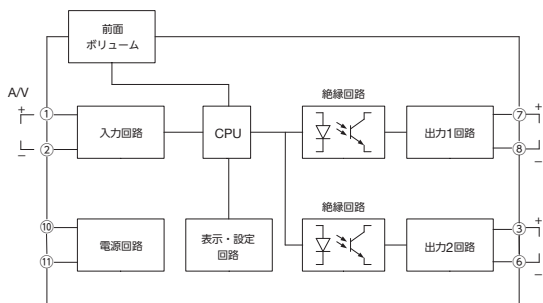 前面
ボリューム
A/V
+
①
−
②
入力回路
CPU
絶縁回路
出力1回路
⑦
+
⑧
−
⑩
⑪
電源回路
表示・設定
回路
絶縁回路
出力2回路
③
+
⑥
−